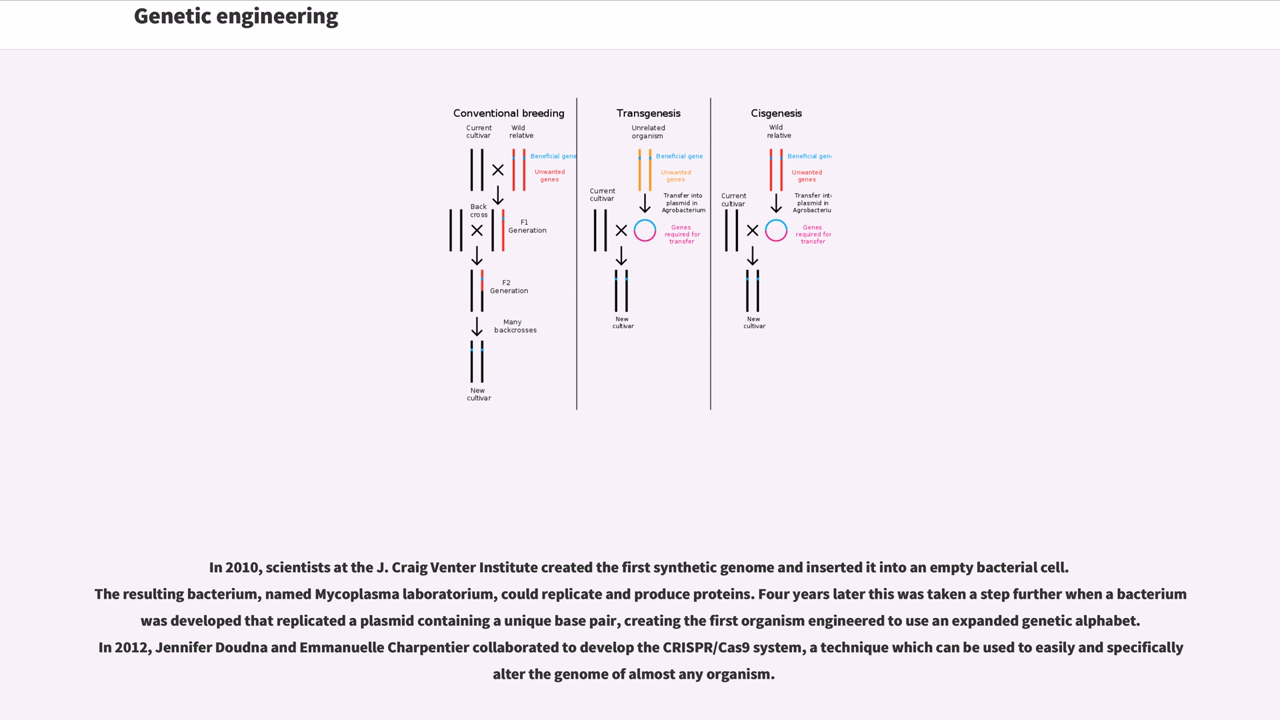 Genetic engineering
Conventional breeding
Current
cultivar
Wild
relative
Beneficial gene
Unwanted
genes
Back
cross
F1
Generation
F2
Generation
Many
backcrosses
New
cultivar
Transgenesis
Unrelated
organism
Beneficial gene
Unwanted
genes
Current
cultivar
Transfer into
plasmid in
Agrobacterium
Genes
required for
transfer
New
cultivar
Cisgenesis
Wild
relative
Beneficial gen
Unwanted
genes
Current
cultivar
Transfer int
plasmid in
Agrobacteriu
Genes
required for
transfer
New
cultivar
In 2010, scientists at the J. Craig Venter Institute created the first synthetic genome and inserted it into an empty bacterial cell.
The resulting bacterium, named Mycoplasma laboratorium, could replicate and produce proteins. Four years later this was taken a step further when a bacterium
was developed that replicated a plasmid containing a unique base pair, creating the first organism engineered to use an expanded genetic alphabet.
In 2012, Jennifer Doudna and Emmanuelle Charpentier collaborated to develop the CRISPR/Cas9 system, a technique which can be used to easily and specifically
alter the genome of almost any organism.